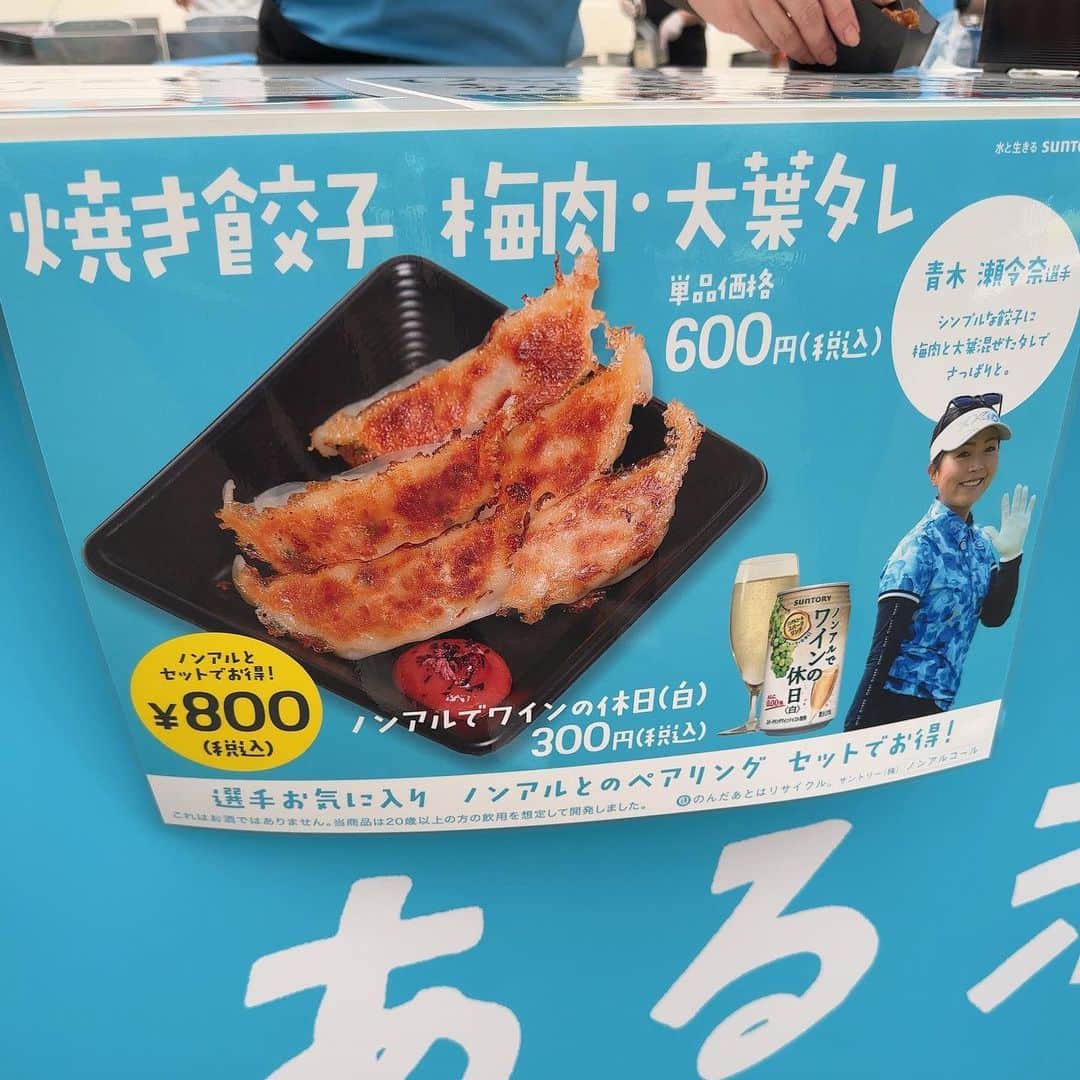 水と生きる SUNTO
焼き餃子 梅肉・大葉タレ
単品価格
600円(税込)
青木 瀬令奈選手
シンプルな餃子に
梅肉と大葉混ぜたタレで
さっぱりと。
SUNTORY
ノンアルで
ワインの
休日
〈白〉
0.00%
ノンアルと
セットでお得!
¥800
(税込)
ノンアルでワインの休日(白)
300円(税込)
選手お気に入り ノンアルとのペアリング セットでお得!
これはお酒ではありません。当商品は20歳以上の方の飲用を想定して開発しました。 のんだあとはリサイクル。サントリー(株) ノンアルコール
ある